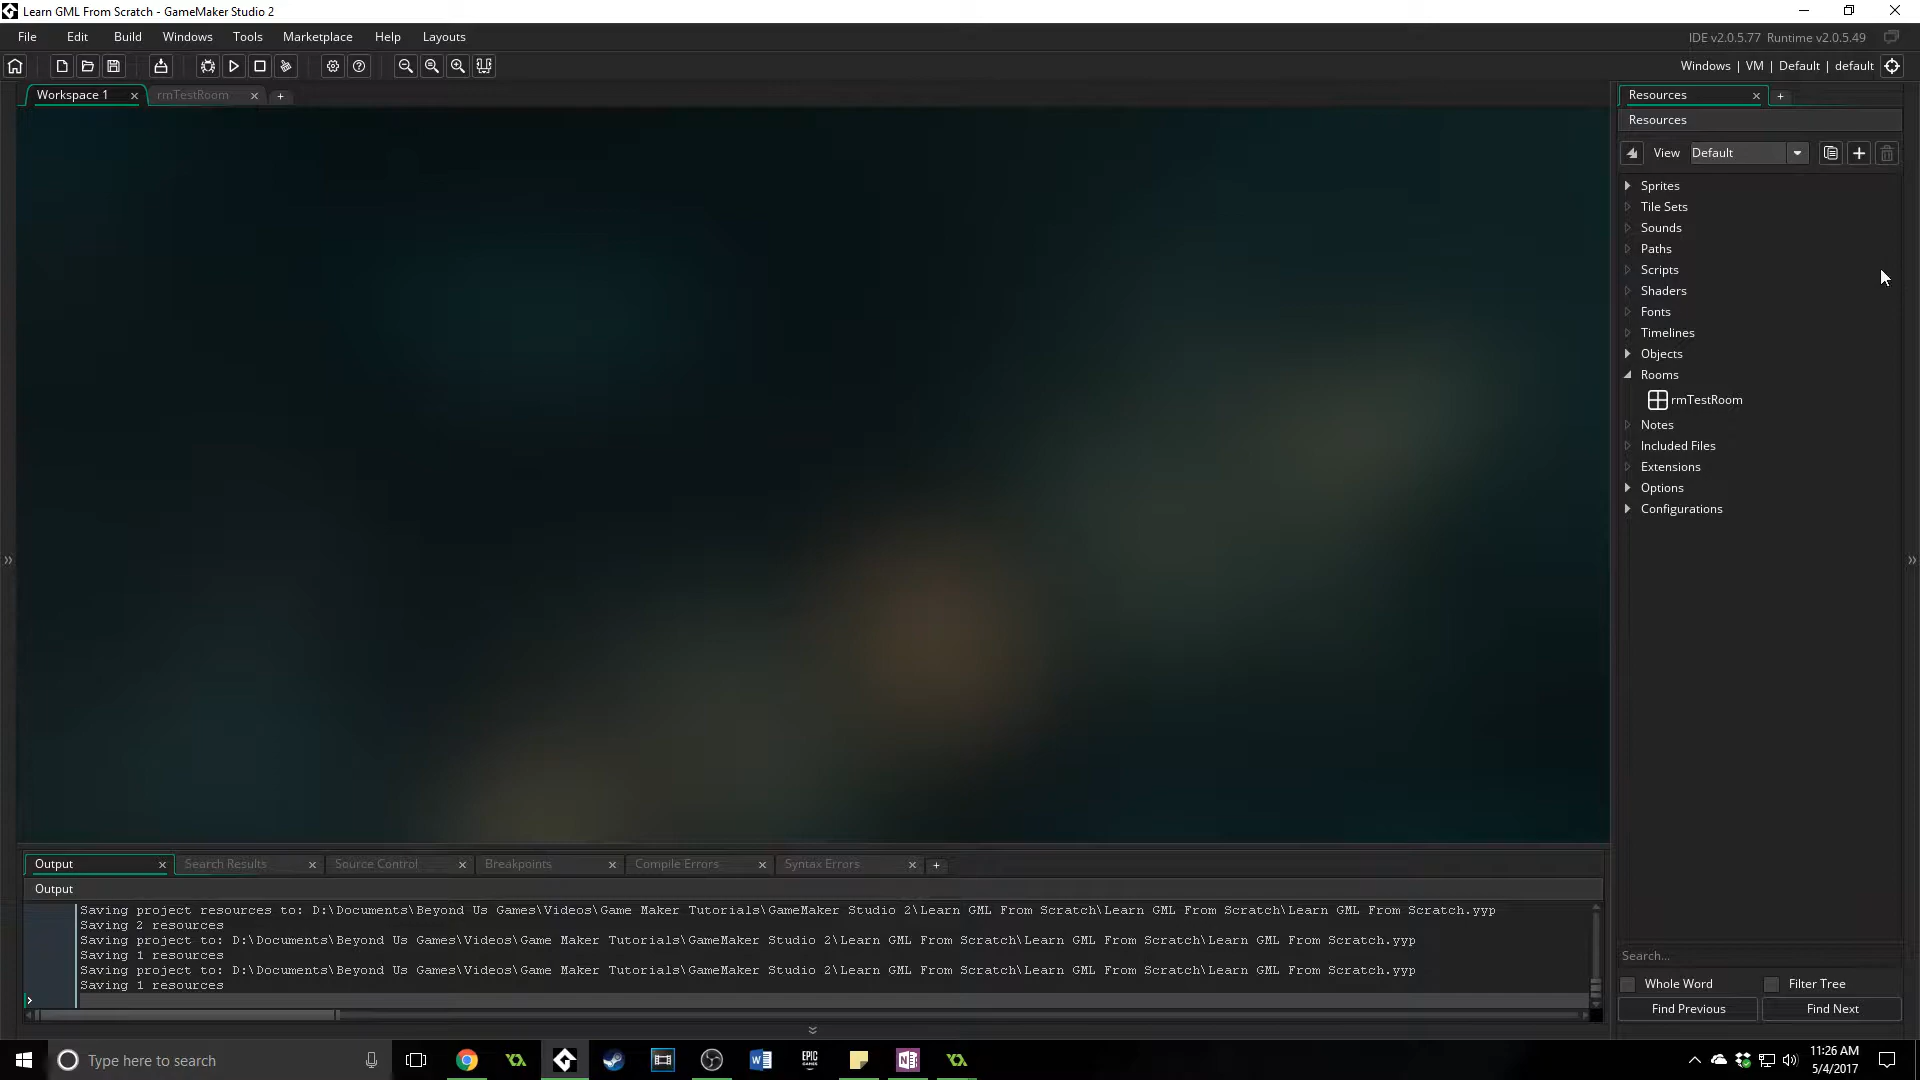 Learn GML From Scratch - GameMaker Studio 2
File Edit Build Windows Tools Marketplace Help Layouts
IDE v2.0.5.77 Runtime v2.0.5.49
Windows | VM | Default | default
Workspace 1
rmTestRoom
Resources
Resources
View Default
Sprites
Tile Sets
Sounds
Paths
Scripts
Shaders
Fonts
Timelines
Objects
Rooms
rmTestRoom
Notes
Included Files
Extensions
Options
Configurations
Search...
Whole Word Filter Tree
Find Previous Find Next
Output Search Results Source Control Breakpoints Compile Errors Syntax Errors
Output
Saving project resources to: D:\Documents\Beyond Us Games\Videos\Game Maker Tutorials\GameMaker Studio 2\Learn GML From Scratch\Learn GML From Scratch\Learn GML From Scratch.yyp
Saving 2 resources
Saving project to: D:\Documents\Beyond Us Games\Videos\Game Maker Tutorials\GameMaker Studio 2\Learn GML From Scratch\Learn GML From Scratch\Learn GML From Scratch.yyp
Saving 1 resources
Saving project to: D:\Documents\Beyond Us Games\Videos\Game Maker Tutorials\GameMaker Studio 2\Learn GML From Scratch\Learn GML From Scratch\Learn GML From Scratch.yyp
Saving 1 resources
Type here to search
EPIC GAMES
11:26 AM
5/4/2017